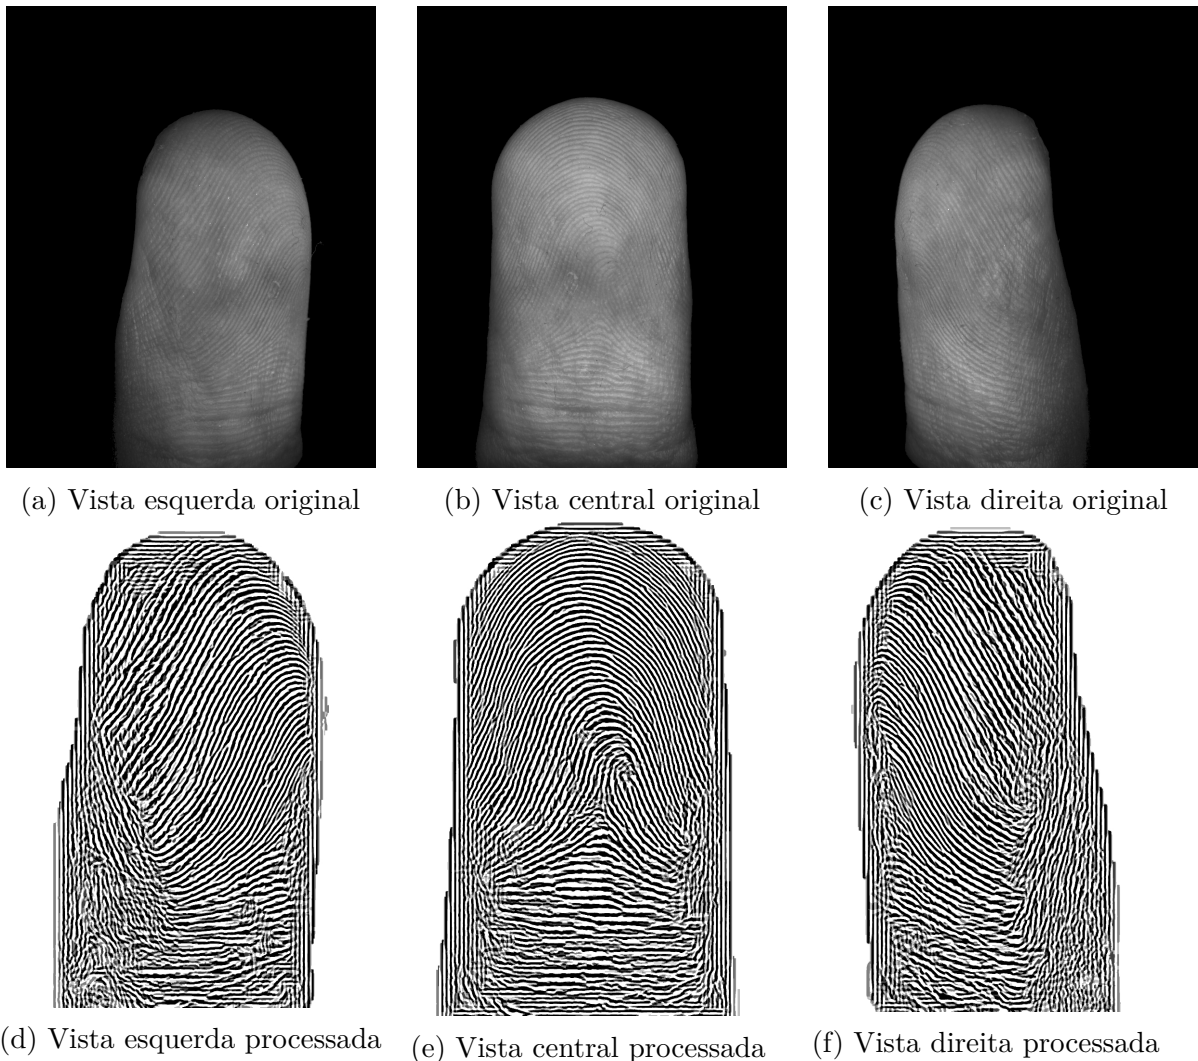 (a) Vista esquerda original
(b) Vista central original
(c) Vista direita original
(d) Vista esquerda processada
(e) Vista central processada
(f) Vista direita processada